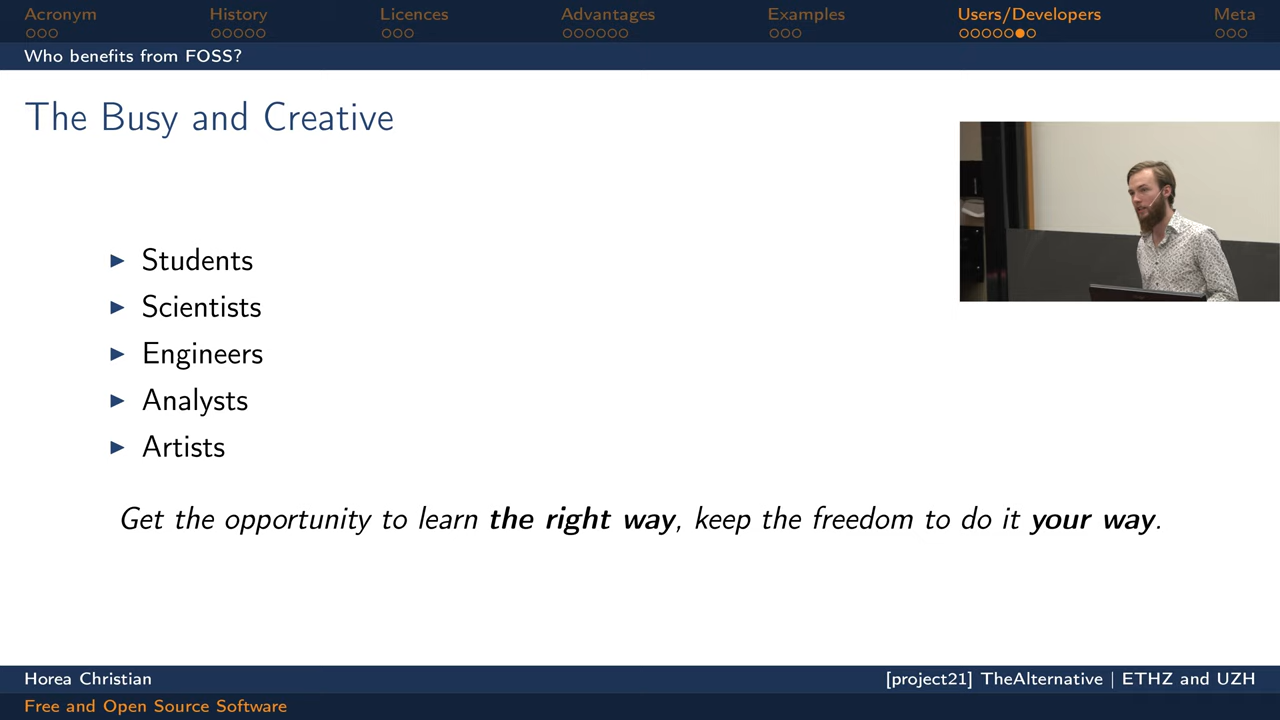 Acronym History Licences Advantages Examples Users/Developers Meta
Who benefits from FOSS?
The Busy and Creative
Students
Scientists
Engineers
Analysts
Artists
Get the opportunity to learn the right way, keep the freedom to do it your way.
Horea Christian [project21] TheAlternative | ETHZ and UZH
Free and Open Source Software